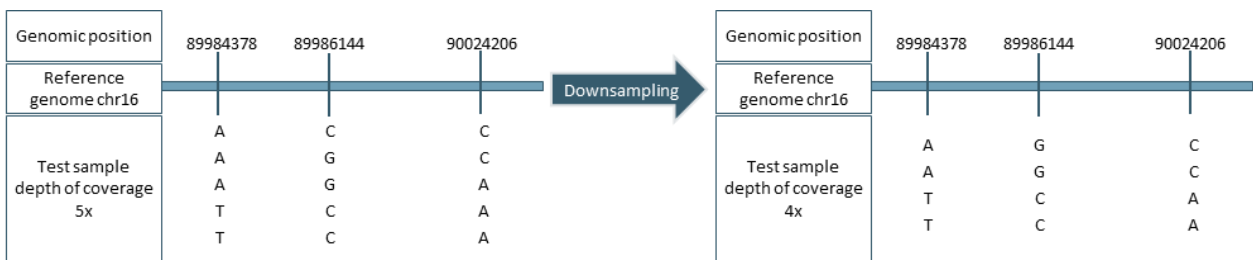 Genomic position 89984378 89986144 90024206
Reference
genome chr16
Test sample
depth of coverage
5x
A C C
A G C
A G A
T C A
T C A
Downsampling
Genomic position 89984378 89986144 90024206
Reference
genome chr16
Test sample
depth of coverage
4x
A G C
A G C
T C A
T C A